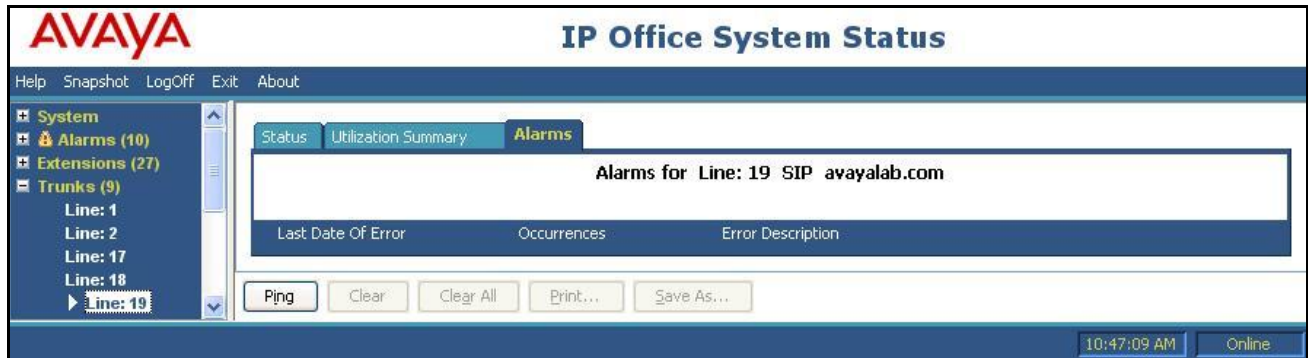 AVAYA
IP Office System Status
Help Snapshot LogOff Exit About
System
Alarms (10)
Extensions (27)
Trunks (9)
Line: 1
Line: 2
Line: 17
Line: 18
Line: 19
Status Utilization Summary Alarms
Alarms for Line: 19 SIP avayalab.com
Last Date Of Error Occurrences Error Description
Ping Clear Clear All Print... Save As...
10:47:09 AM Online